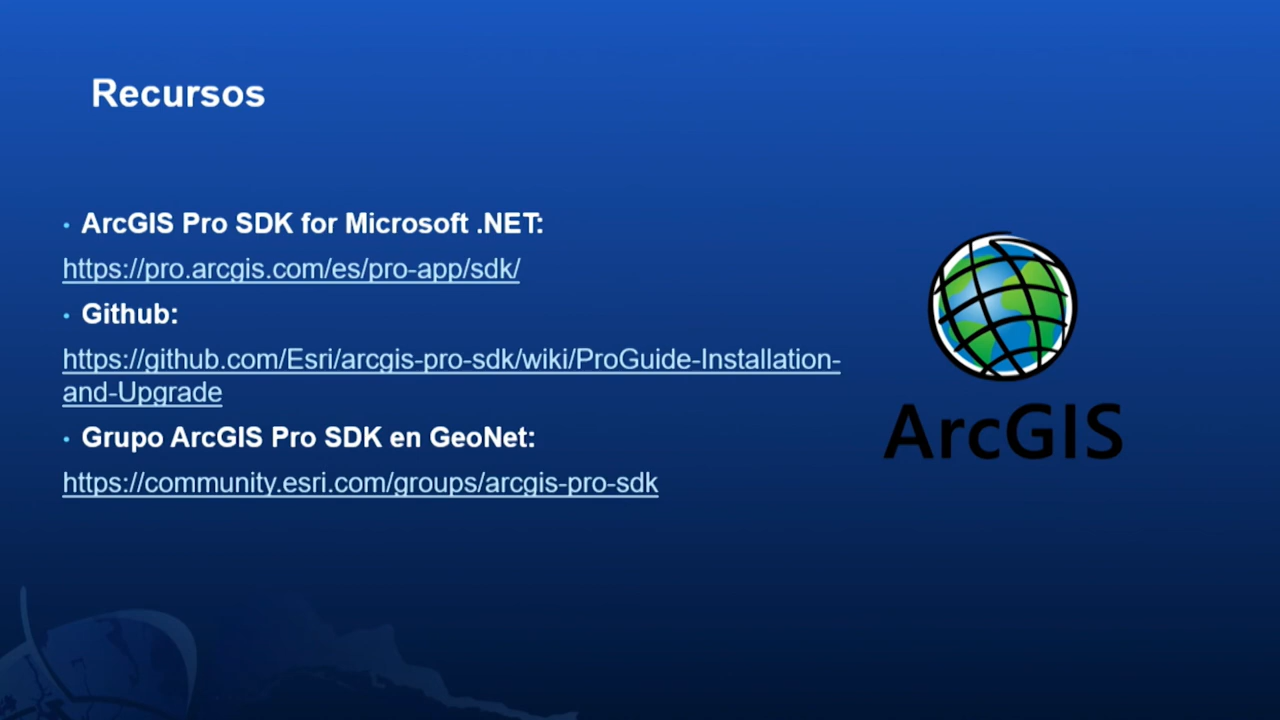 Recursos
• ArcGIS Pro SDK for Microsoft .NET:
https://pro.arcgis.com/es/pro-app/sdk/
• Github:
https://github.com/Esri/arcgis-pro-sdk/wiki/ProGuide-Installation-
and-Upgrade
• Grupo ArcGIS Pro SDK en GeoNet:
https://community.esri.com/groups/arcgis-pro-sdk
ArcGIS